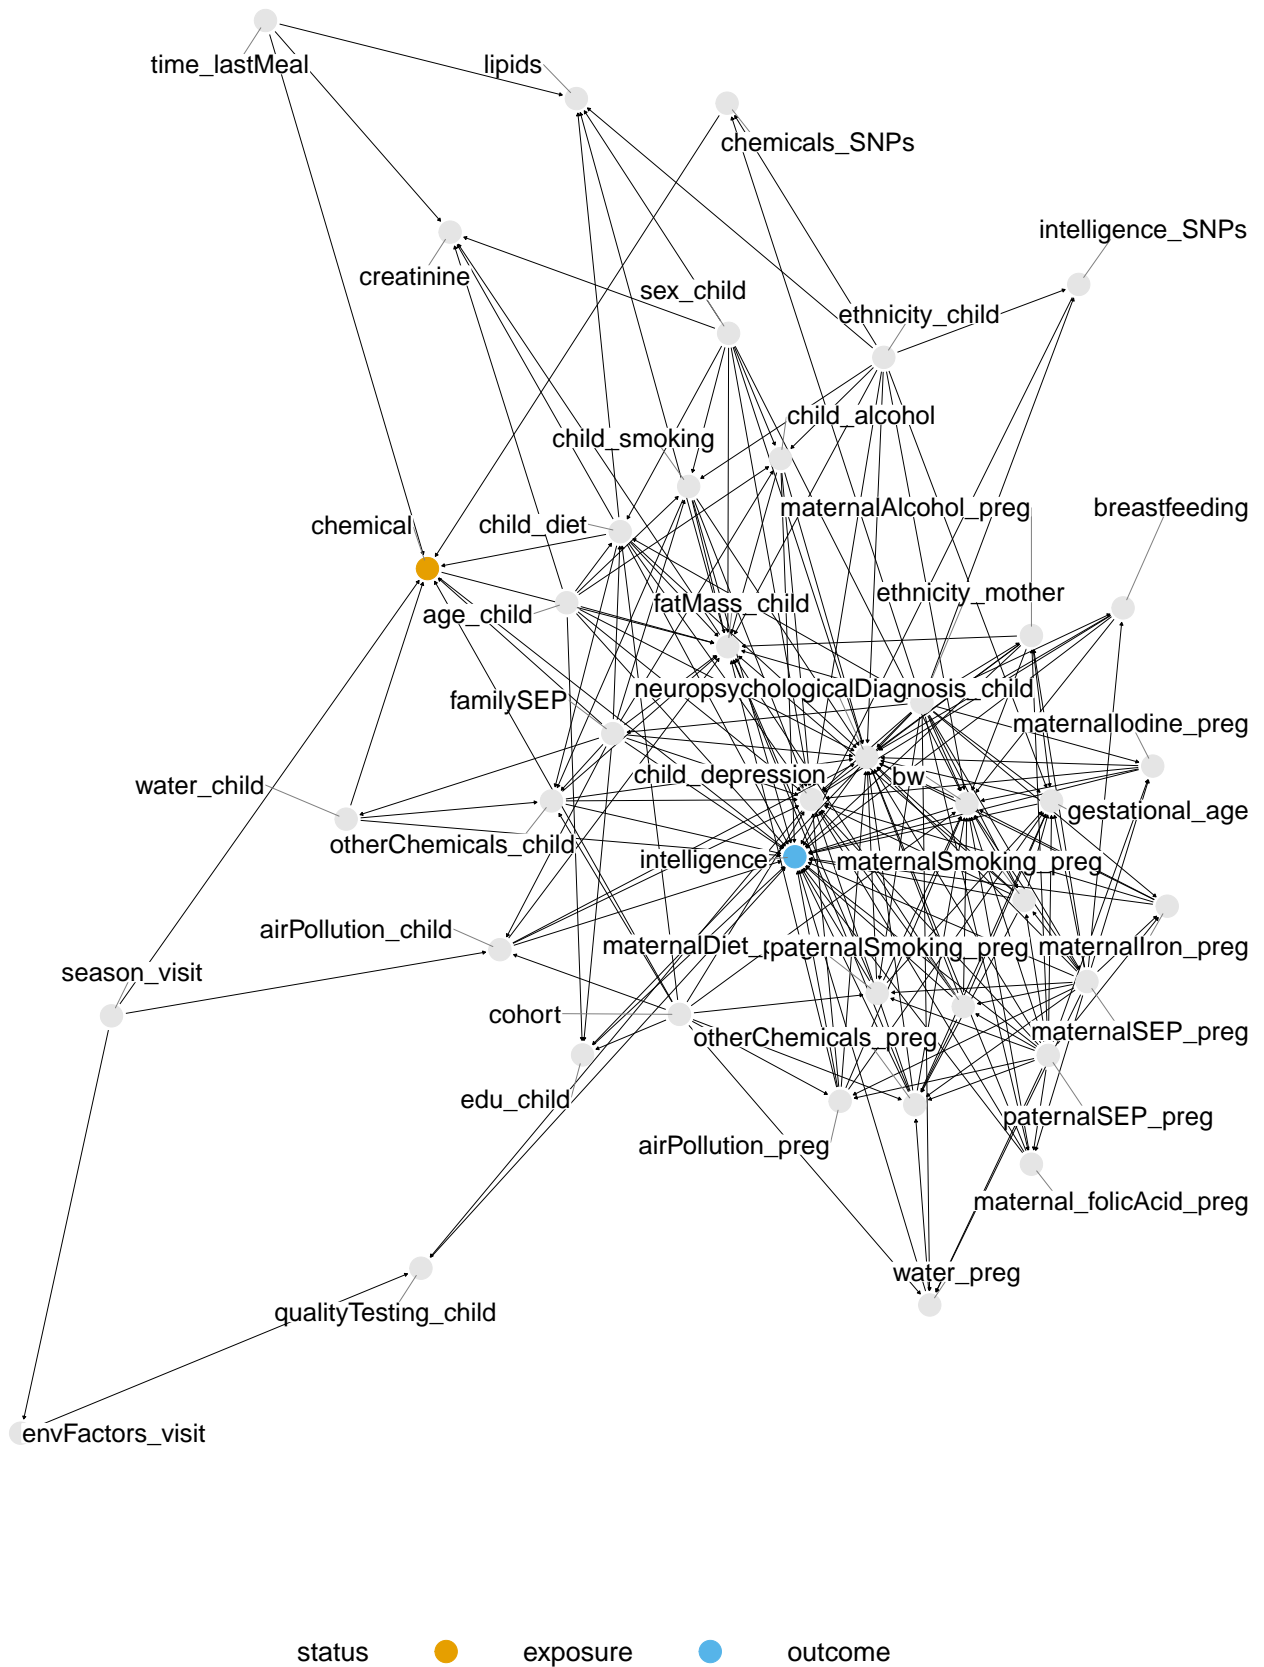 time_lastMeal
lipids
chemicals_SNPs
intelligence_SNPs
creatinine
sex_child
ethnicity_child
child_alcohol
child_smoking
maternalAlcohol_preg
breastfeeding
chemical
child_diet
ethnicity_mother
age_child
fatMass_child
neuropsychologicalDiagnosis_child
familySEP
maternalIodine_preg
child_depression
bw
water_child
gestational_age
otherChemicals_child
intelligence
maternalSmoking_preg
airPollution_child
maternalDiet_
paternalSmoking_preg
maternalIron_preg
season_visit
cohort
otherChemicals_preg
maternalSEP_preg
edu_child
paternalSEP_preg
airPollution_preg
maternal_folicAcid_preg
water_preg
qualityTesting_child
envFactors_visit
status exposure outcome